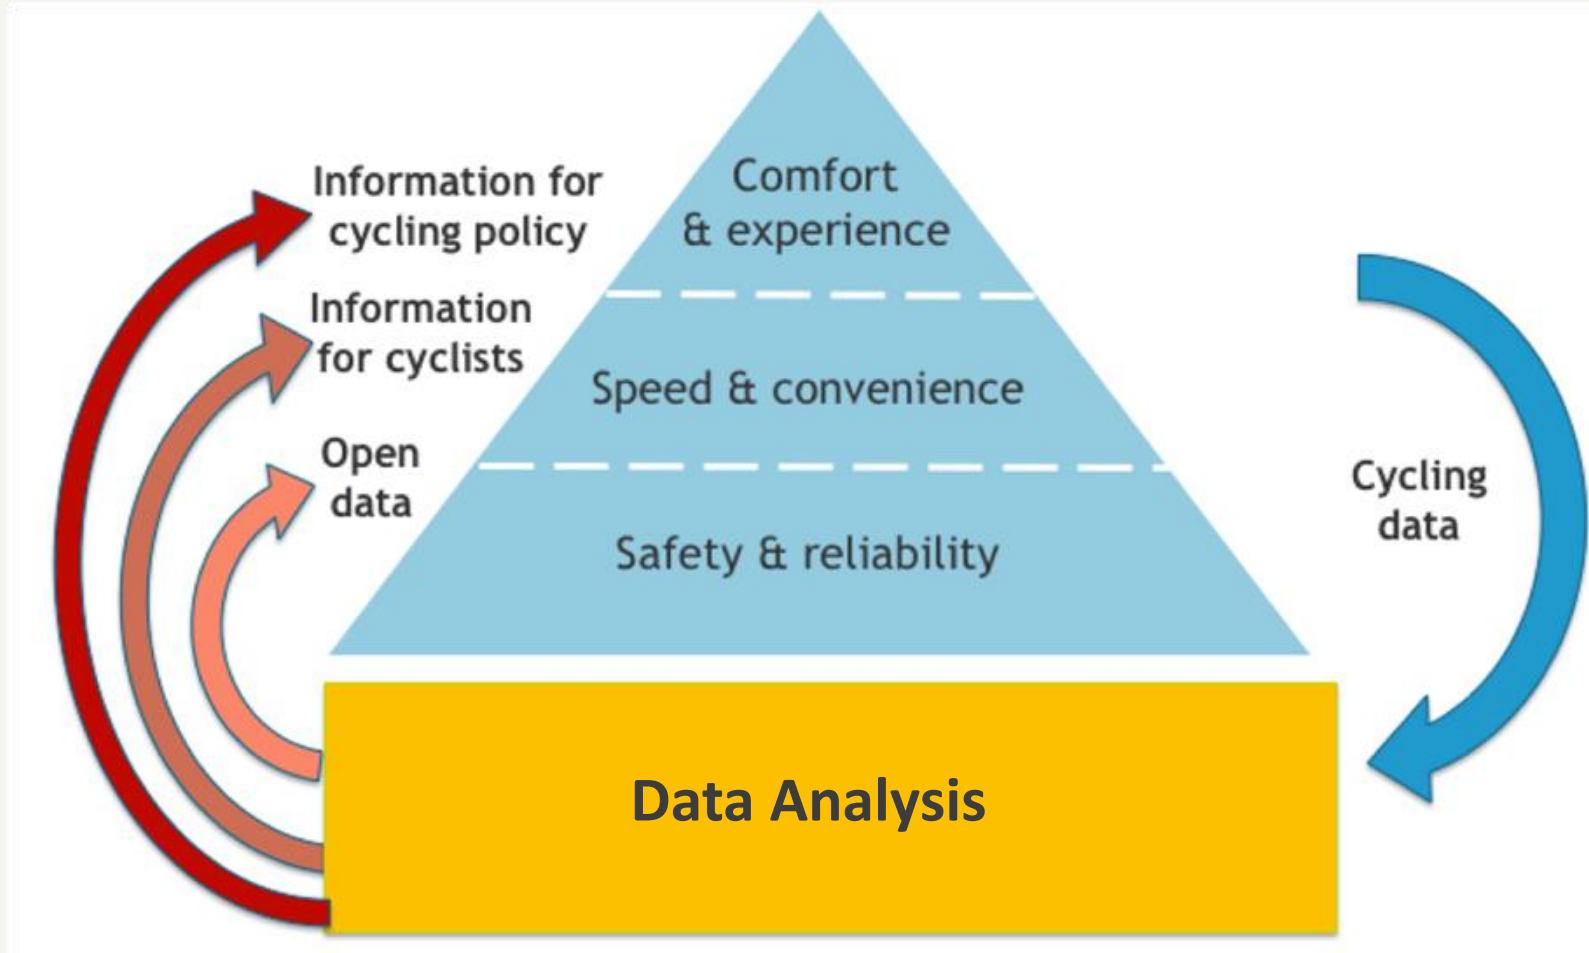 Information for
cycling policy
Information
for cyclists
Open
data
Comfort
& experience
Speed & convenience
Safety & reliability
Cycling
data
Data Analysis